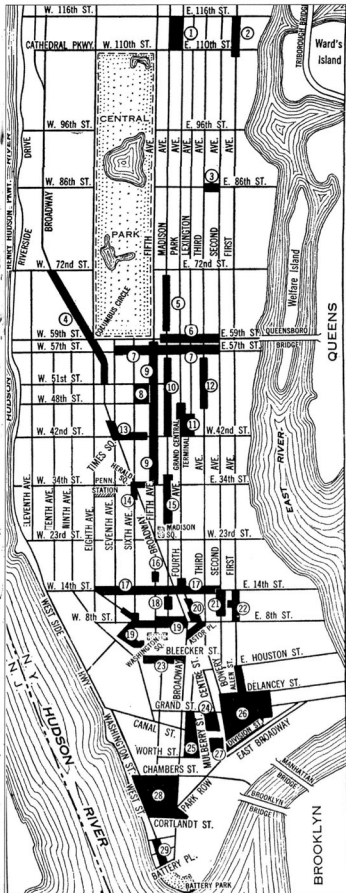 W. 116th ST.
E. 116th ST.
1
2
CATHEDRAL PKWY.
W. 110th ST.
E. 110th ST.
TRIBOROUGH BRIDGE
Ward's
Island
CENTRAL
PARK
W. 96th ST.
E. 96th ST.
RIVER
DRIVE
RIVERSIDE
BROADWAY
HENRY HUDSON PKWY.
FIFTH AVE.
MADISON AVE.
PARK AVE.
LEXINGTON AVE.
THIRD AVE.
SECOND AVE.
FIRST AVE.
3
W. 86th ST.
E. 86th ST.
W. 72nd ST.
E. 72nd ST.
Welfare Island
QUEENS
4
COLUMBUS CIRCLE
5
6
W. 59th ST.
E. 59th ST.
QUEENSBORO
BRIDGE
W. 57th ST.
E. 57th ST.
7
7
9
W. 51st ST.
8
10
12
W. 48th ST.
HUDSON
11
13
W. 42nd ST.
W. 42nd ST.
TIMES SQ.
GRAND CENTRAL
TERMINAL
EAST RIVER
ELEVENTH AVE.
TENTH AVE.
NINTH AVE.
EIGHTH AVE.
SEVENTH AVE.
SIXTH AVE.
BROADWAY
FIFTH AVE.
9
HERALD SQ.
W. 34th ST.
PENN.
STATION
E. 34th ST.
14
15
MADISON
SQ.
W. 23rd ST.
E. 23rd ST.
FOURTH
THIRD
SECOND
FIRST
16
W. 14th ST.
17
17
E. 14th ST.
18
20
21
22
W. 8th ST.
E. 8th ST.
19
19
WASHINGTON
SQ.
ASTOR PL.
WEST SIDE
HWY.
BLEECKER ST.
E. HOUSTON ST.
23
BROADWAY
CENTRE ST.
BOWERY
ALLEN ST.
DELANCEY ST.
GRAND ST.
24
26
N Y
N J
HUDSON
RIVER
WASHINGTON ST.
WEST ST.
CANAL ST.
MULBERRY ST.
DIVISION ST.
EAST BROADWAY
WORTH ST.
25
27
CHAMBERS ST.
MANHATTAN
BRIDGE
28
PARK ROW
BROOKLYN
BRIDGE
CORTLANDT ST.
29
BATTERY PL.
BATTERY PARK
BROOKLYN